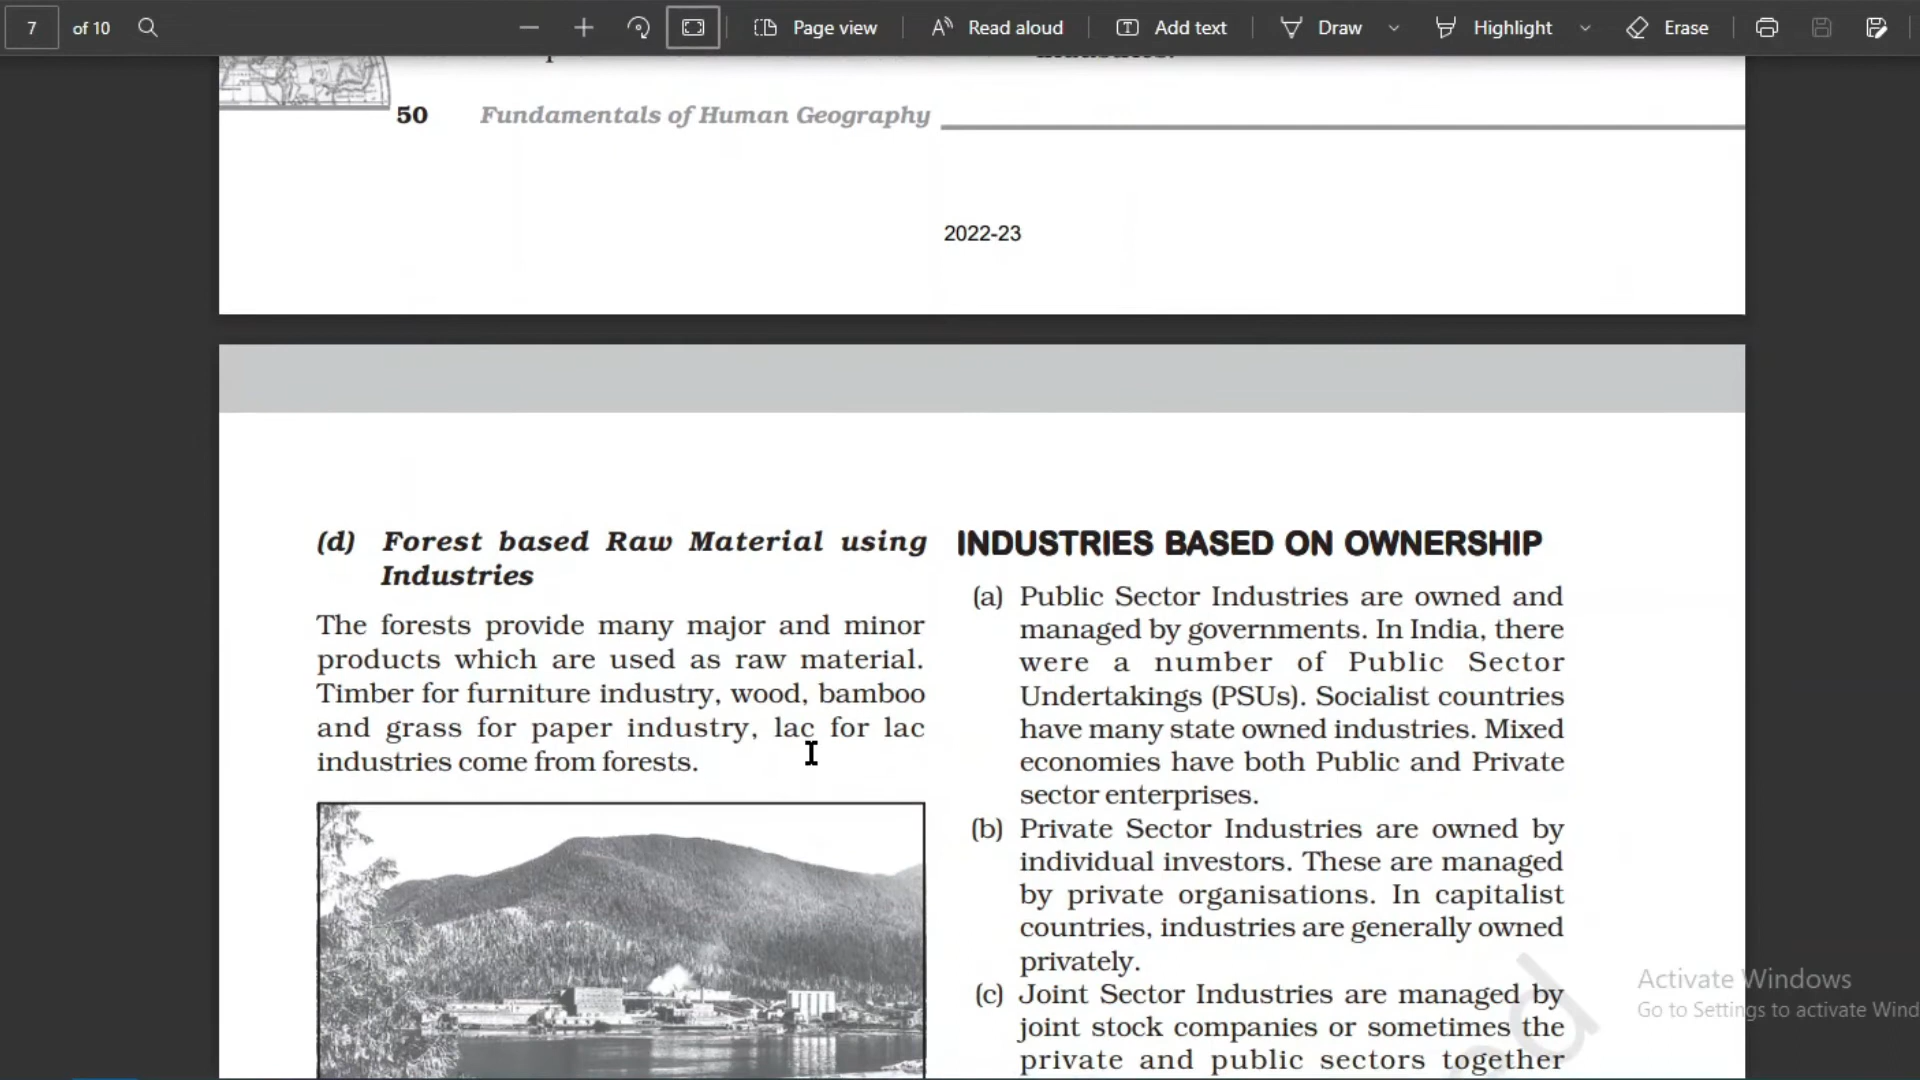 7
of 10
Page view
Read aloud
Add text
Draw
Highlight
Erase
50 Fundamentals of Human Geography
2022-23
(d) Forest based Raw Material using
Industries
The forests provide many major and minor
products which are used as raw material.
Timber for furniture industry, wood, bamboo
and grass for paper industry, lac for lac
industries come from forests.
INDUSTRIES BASED ON OWNERSHIP
(a) Public Sector Industries are owned and
managed by governments. In India, there
were a number of Public Sector
Undertakings (PSUs). Socialist countries
have many state owned industries. Mixed
economies have both Public and Private
sector enterprises.
(b) Private Sector Industries are owned by
individual investors. These are managed
by private organisations. In capitalist
countries, industries are generally owned
privately.
(c) Joint Sector Industries are managed by
joint stock companies or sometimes the
private and public sectors together
Activate Windows
Go to Settings to activate Wind